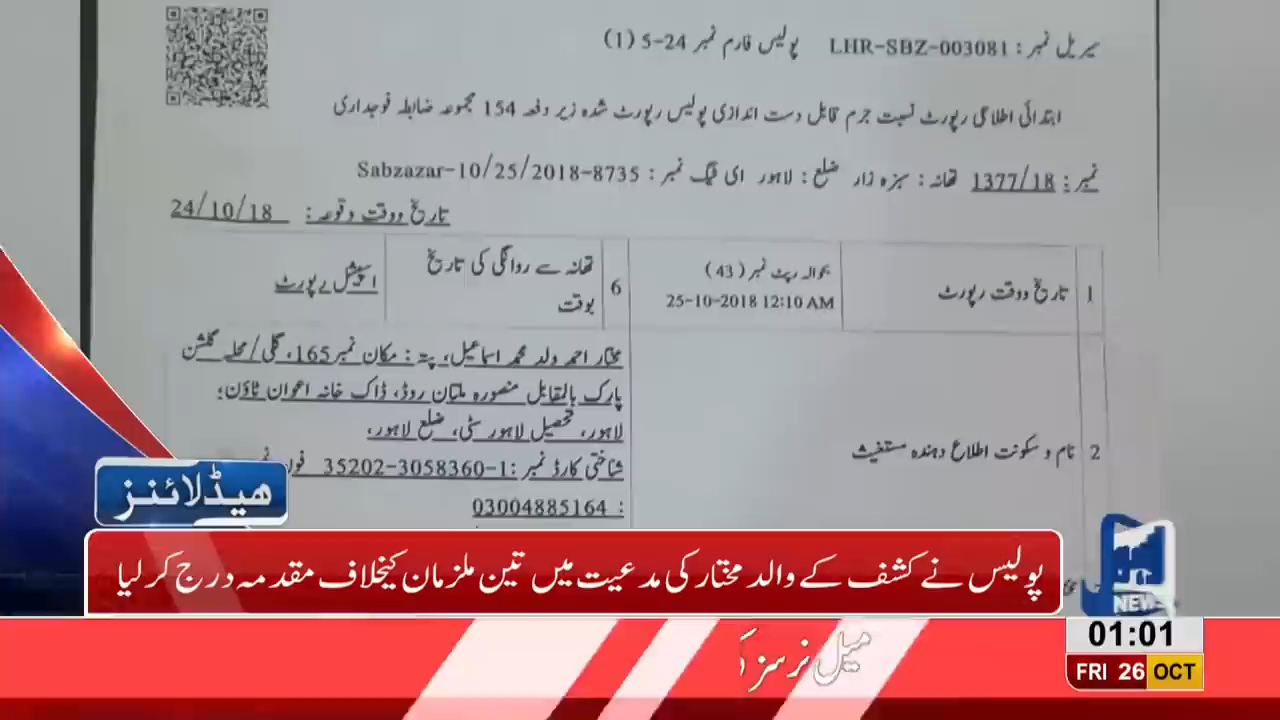 سیریل نمبر : LHR-SBZ-003081 پولیس فارم نمبر 24-5 (1)
ابتدائی اطلاعی رپورٹ نسبت جرم قابل دست اندازی پولیس رپورٹ شدہ زیر دفعہ 154 مجموعہ ضابطہ فوجداری
نمبر : 1377/18 تھانہ : سبزہ زار ضلع : لاہور ای ٹیگ نمبر : Sabzazar-10/25/2018-8735
تاریخ ووقت وقوعہ : 24/10/18
1 تاریخ ووقت رپورٹ
بحوالہ رپٹ نمبر (43)
25-10-2018 12:10 AM
6 تھانہ سے روانگی کی تاریخ
بوقت
اسپیشل رپورٹ
2 نام و سکونت اطلاع دہندہ مستغیث
مختار احمد ولد محمد اسماعیل، پتہ : مکان نمبر 165، گلی/محلہ گلشن
پارک بالمقابل منصورہ ملتان روڈ، ڈاک خانہ اعوان ٹاؤن،
لاہور، تحصیل لاہور سٹی، ضلع لاہور،
شناختی کارڈ نمبر : 35202-3058360-1 فون
: 03004885164
ھیڈلائنز
پولیس نے کشف کے والد مختار کی مدعیت میں تین ملزمان کیخلاف مقدمہ درج کر لیا
NEWS
میل نرسز
01:01
FRI 26 OCT